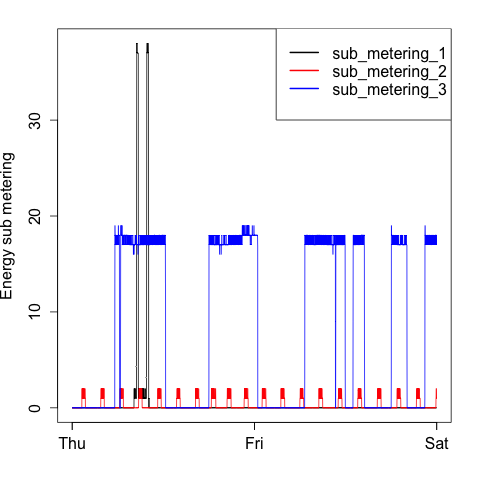 sub_metering_1
sub_metering_2
sub_metering_3
Energy sub metering
30
20
10
0
Thu Fri Sat